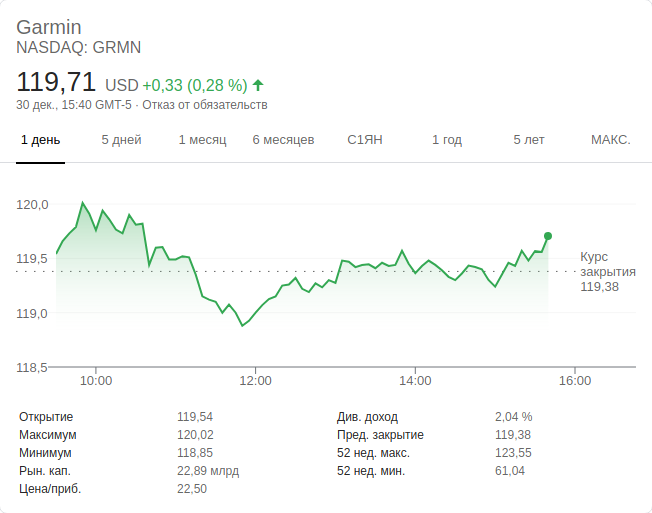 Garmin
NASDAQ: GRMN
119,71 USD +0,33 (0,28 %)
30 дек., 15:40 GMT-5 · Отказ от обязательств
1 день 5 дней 1 месяц 6 месяцев С1ЯН 1 год 5 лет МАКС.
120,0
119,5
119,0
118,5
Курс
закрытия
119,38
10:00 12:00 14:00 16:00
Открытие 119,54 Див. доход 2,04 %
Максимум 120,02 Пред. закрытие 119,38
Минимум 118,85 52 нед. макс. 123,55
Рын. кап. 22,89 млрд 52 нед. мин. 61,04
Цена/приб. 22,50